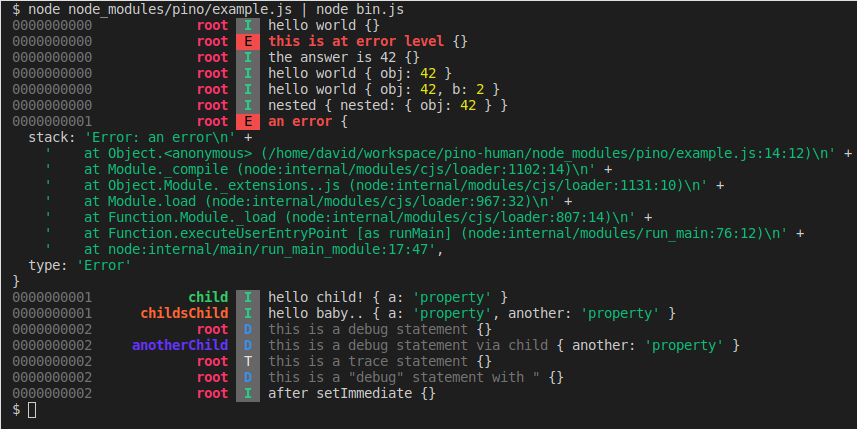 $ node node_modules/pino/example.js | node bin.js
0000000000 root I hello world {}
0000000000 root E this is at error level {}
0000000000 root I the answer is 42 {}
0000000000 root I hello world { obj: 42 }
0000000000 root I hello world { obj: 42, b: 2 }
0000000000 root I nested { nested: { obj: 42 } }
0000000001 root E an error {
  stack: 'Error: an error\n' +
    '    at Object.<anonymous> (/home/david/workspace/pino-human/node_modules/pino/example.js:14:12)\n' +
    '    at Module._compile (node:internal/modules/cjs/loader:1102:14)\n' +
    '    at Object.Module._extensions..js (node:internal/modules/cjs/loader:1131:10)\n' +
    '    at Module.load (node:internal/modules/cjs/loader:967:32)\n' +
    '    at Function.Module._load (node:internal/modules/cjs/loader:807:14)\n' +
    '    at Function.executeUserEntryPoint [as runMain] (node:internal/modules/run_main:76:12)\n' +
    '    at node:internal/main/run_main_module:17:47',
  type: 'Error'
}
0000000001 child I hello child! { a: 'property' }
0000000001 childsChild I hello baby.. { a: 'property', another: 'property' }
0000000002 root D this is a debug statement {}
0000000002 anotherChild D this is a debug statement via child { another: 'property' }
0000000002 root T this is a trace statement {}
0000000002 root D this is a "debug" statement with " {}
0000000002 root I after setImmediate {}
$